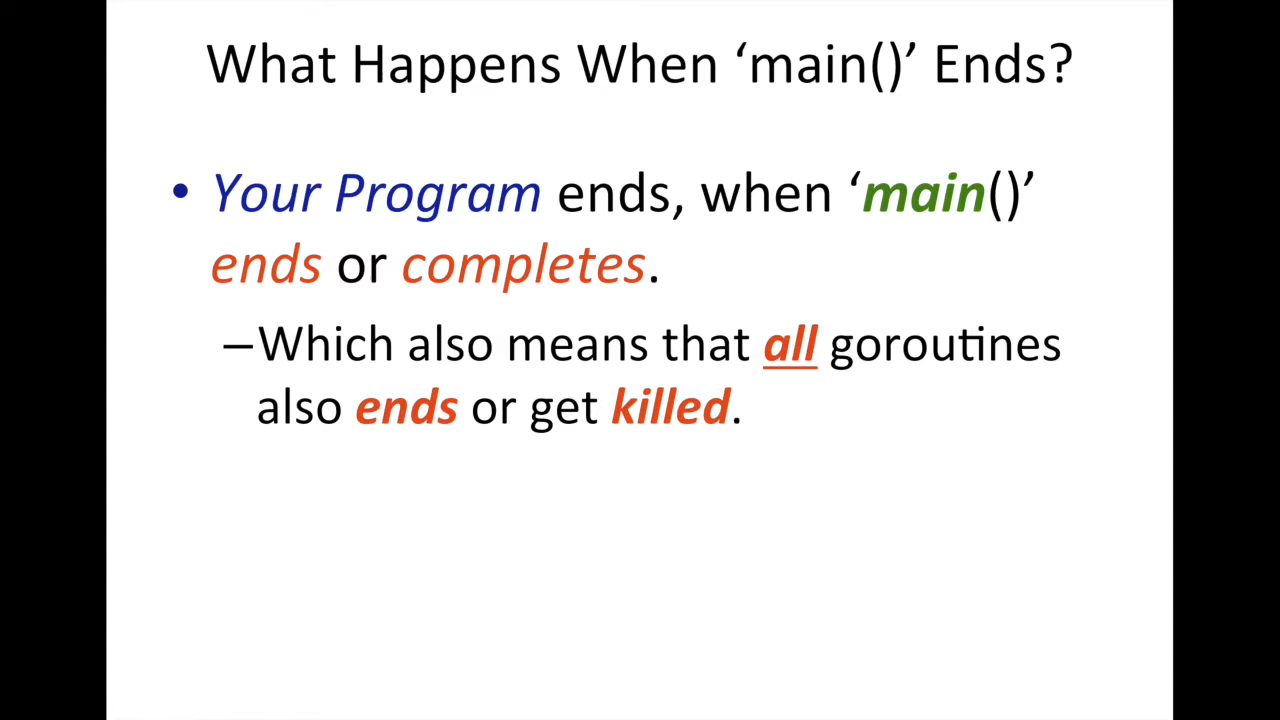 What Happens When ‘main()’ Ends?
• Your Program ends, when ‘main()’
ends or completes.
–Which also means that all goroutines
also ends or get killed.